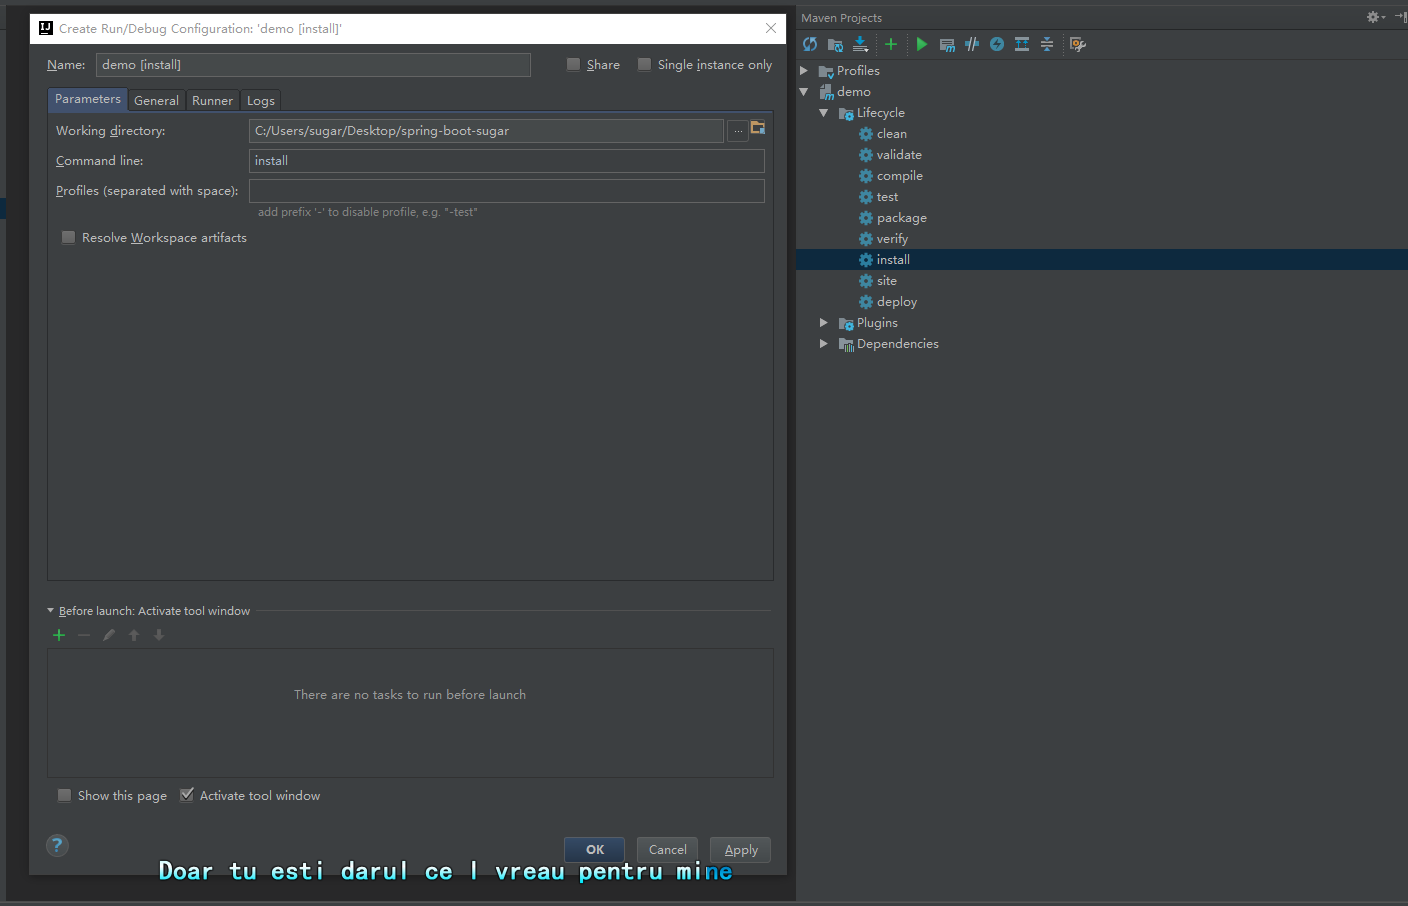 Create Run/Debug Configuration: 'demo [install]'
Name: demo [install] Share Single instance only
Parameters General Runner Logs
Working directory: C:/Users/sugar/Desktop/spring-boot-sugar ...
Command line: install
Profiles (separated with space):
add prefix '-' to disable profile, e.g. "-test"
Resolve Workspace artifacts
Before launch: Activate tool window
There are no tasks to run before launch
Show this page Activate tool window
?
OK Cancel Apply
Doar tu esti darul ce l vreau pentru mine
Maven Projects
Profiles
demo
Lifecycle
clean
validate
compile
test
package
verify
install
site
deploy
Plugins
Dependencies